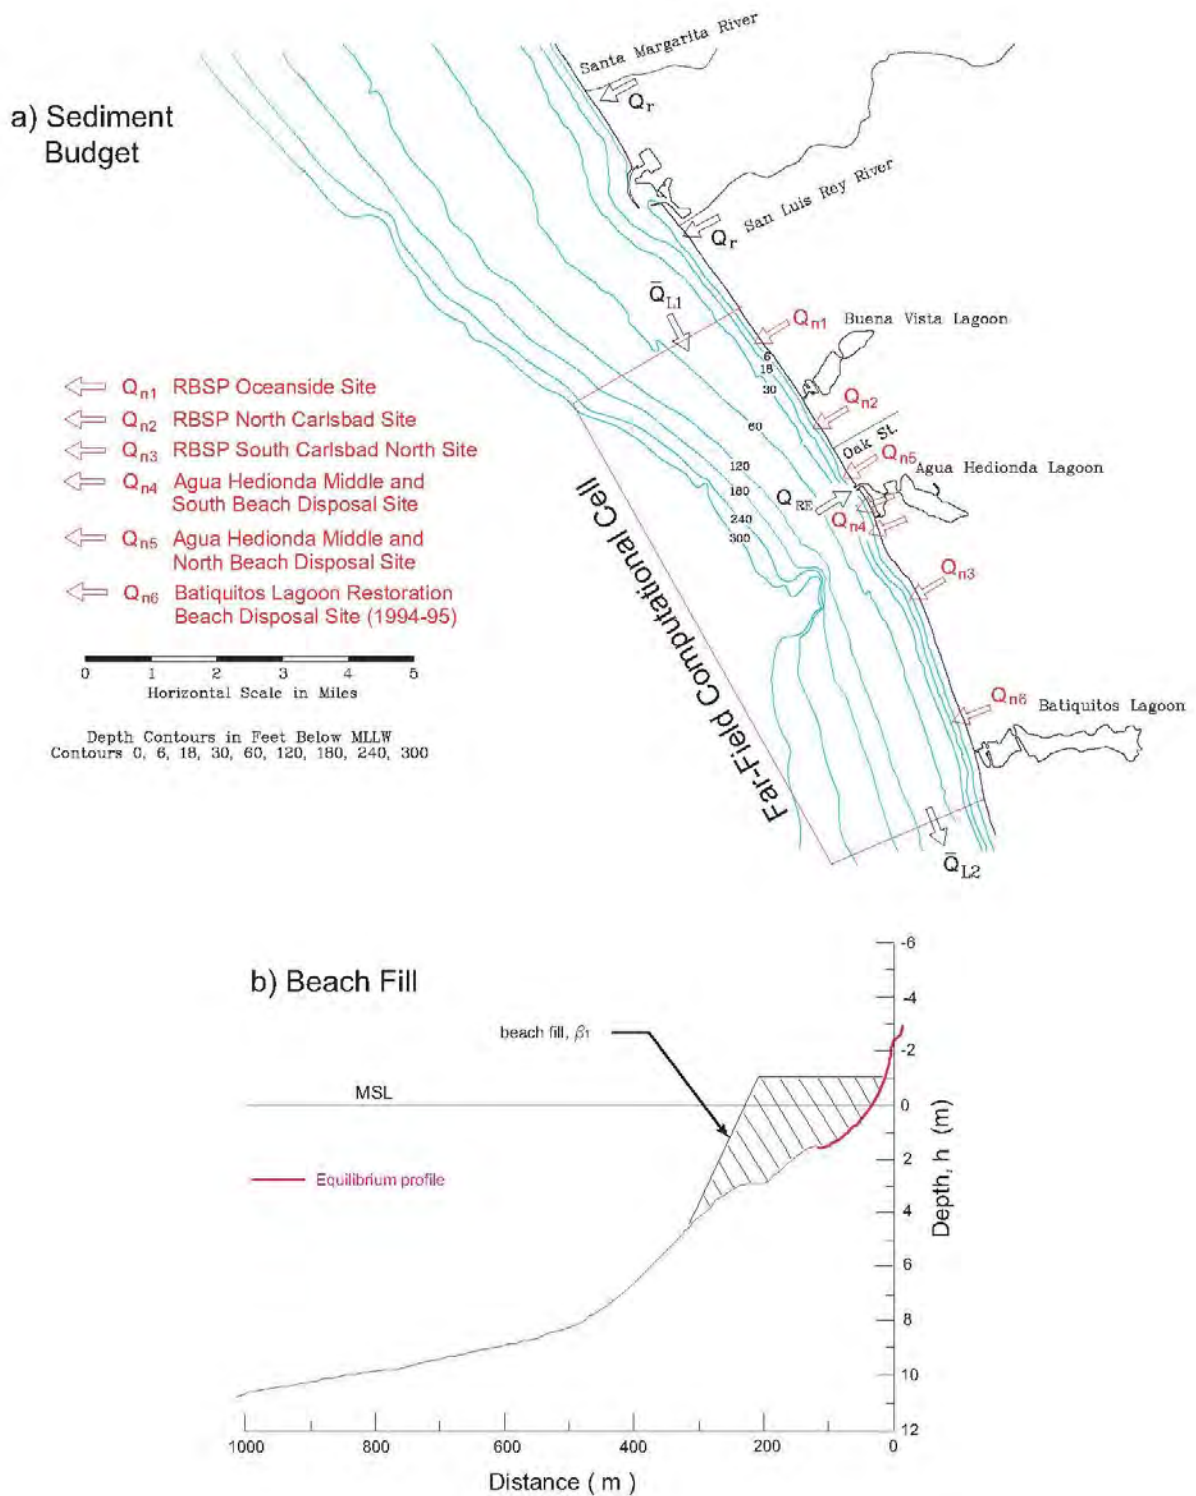 a) Sediment
Budget
Santa Margarita River
Qr
San Luis Rey River
Qr
Q̄L1
Qn1
Buena Vista Lagoon
6
18
30
60
120
180
240
300
Qn2
Oak St.
Qn5
Agua Hedionda Lagoon
QRE
Qn4
Qn3
Qn6
Batiquitos Lagoon
Q̄L2
Far-Field Computational Cell
Qn1 RBSP Oceanside Site
Qn2 RBSP North Carlsbad Site
Qn3 RBSP South Carlsbad North Site
Qn4 Agua Hedionda Middle and
South Beach Disposal Site
Qn5 Agua Hedionda Middle and
North Beach Disposal Site
Qn6 Batiquitos Lagoon Restoration
Beach Disposal Site (1994-95)
0 1 2 3 4 5
Horizontal Scale in Miles
Depth Contours in Feet Below MLLW
Contours 0, 6, 18, 30, 60, 120, 180, 240, 300
b) Beach Fill
beach fill, β1
MSL
Equilibrium profile
-6
-4
-2
0
2
4
6
8
10
12
Depth, h (m)
1000 800 600 400 200 0
Distance ( m )